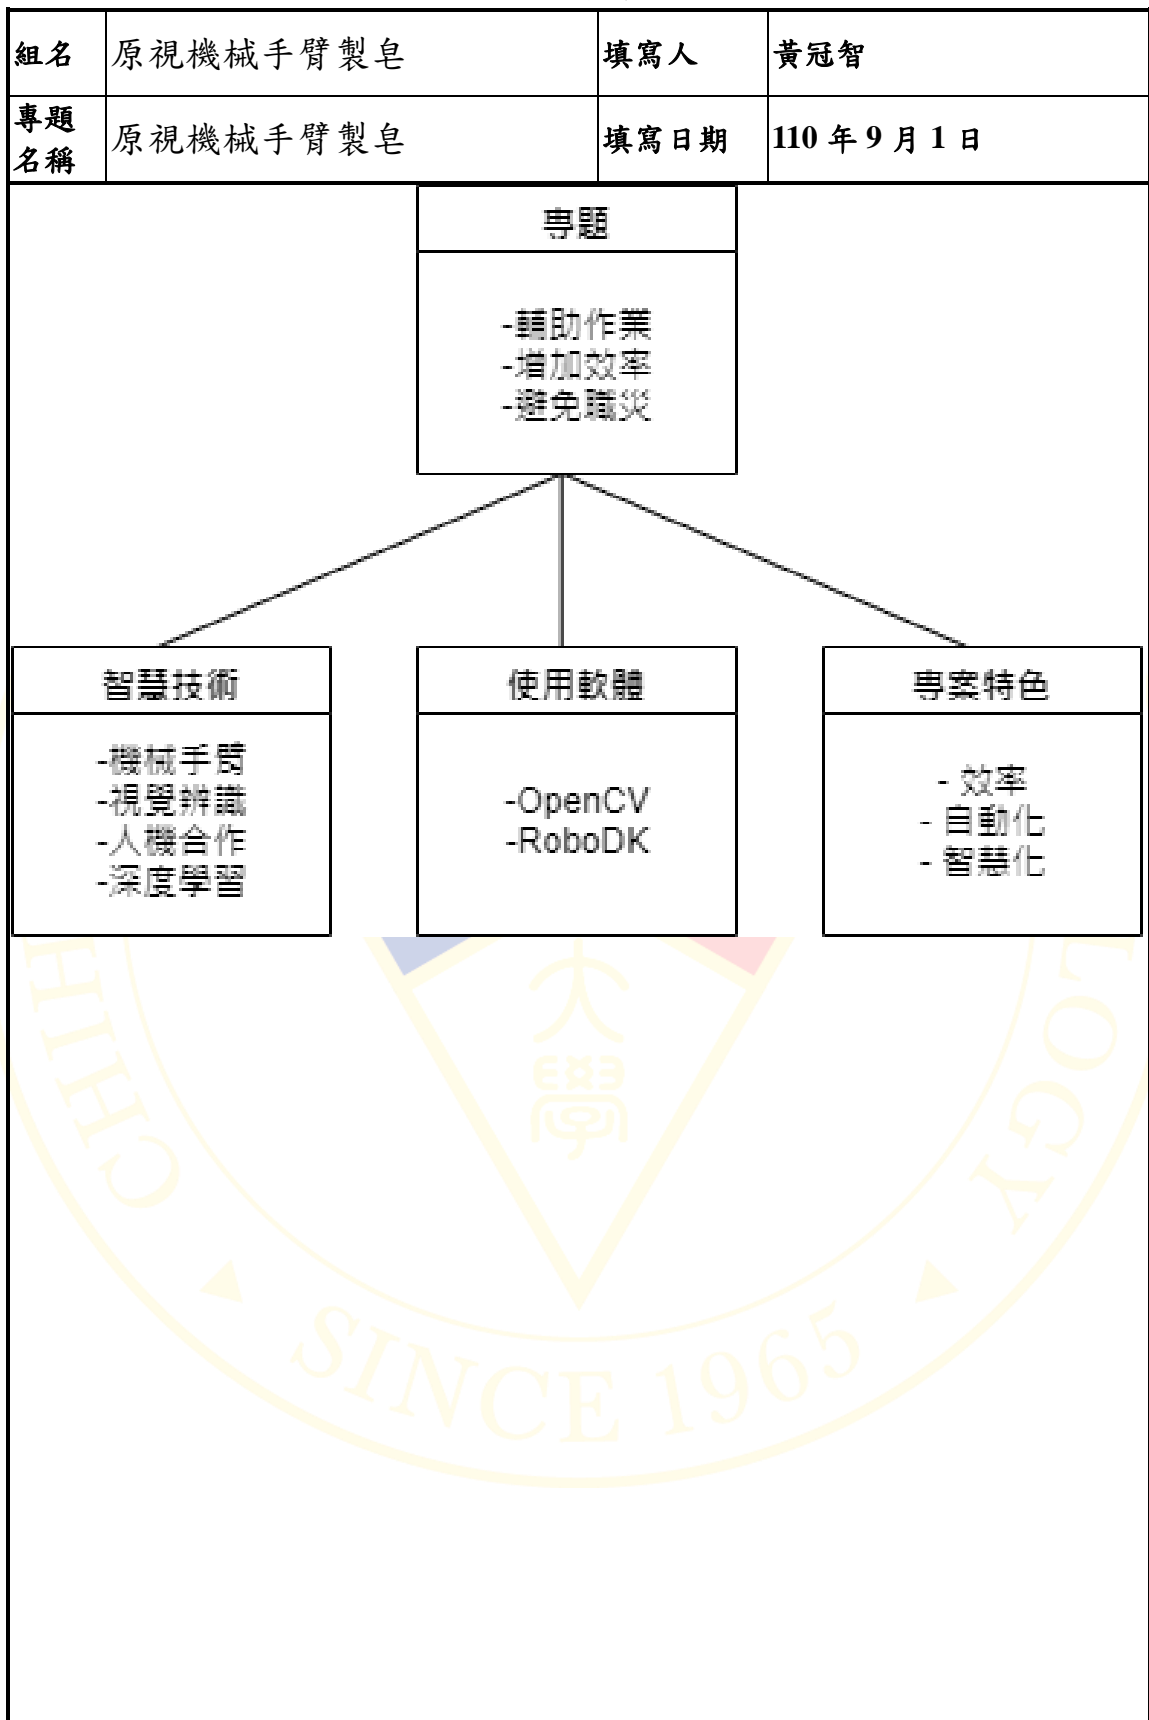 組名 原視機械手臂製皂 填寫人 黃冠智
專題名稱 原視機械手臂製皂 填寫日期 110 年 9 月 1 日
專題
-輔助作業
-增加效率
-避免職災
智慧技術
-機械手臂
-視覺辨識
-人機合作
-深度學習
使用軟體
-OpenCV
-RoboDK
專案特色
- 效率
- 自動化
- 智慧化
大
學
CHIH
LOGY
SINCE 1965